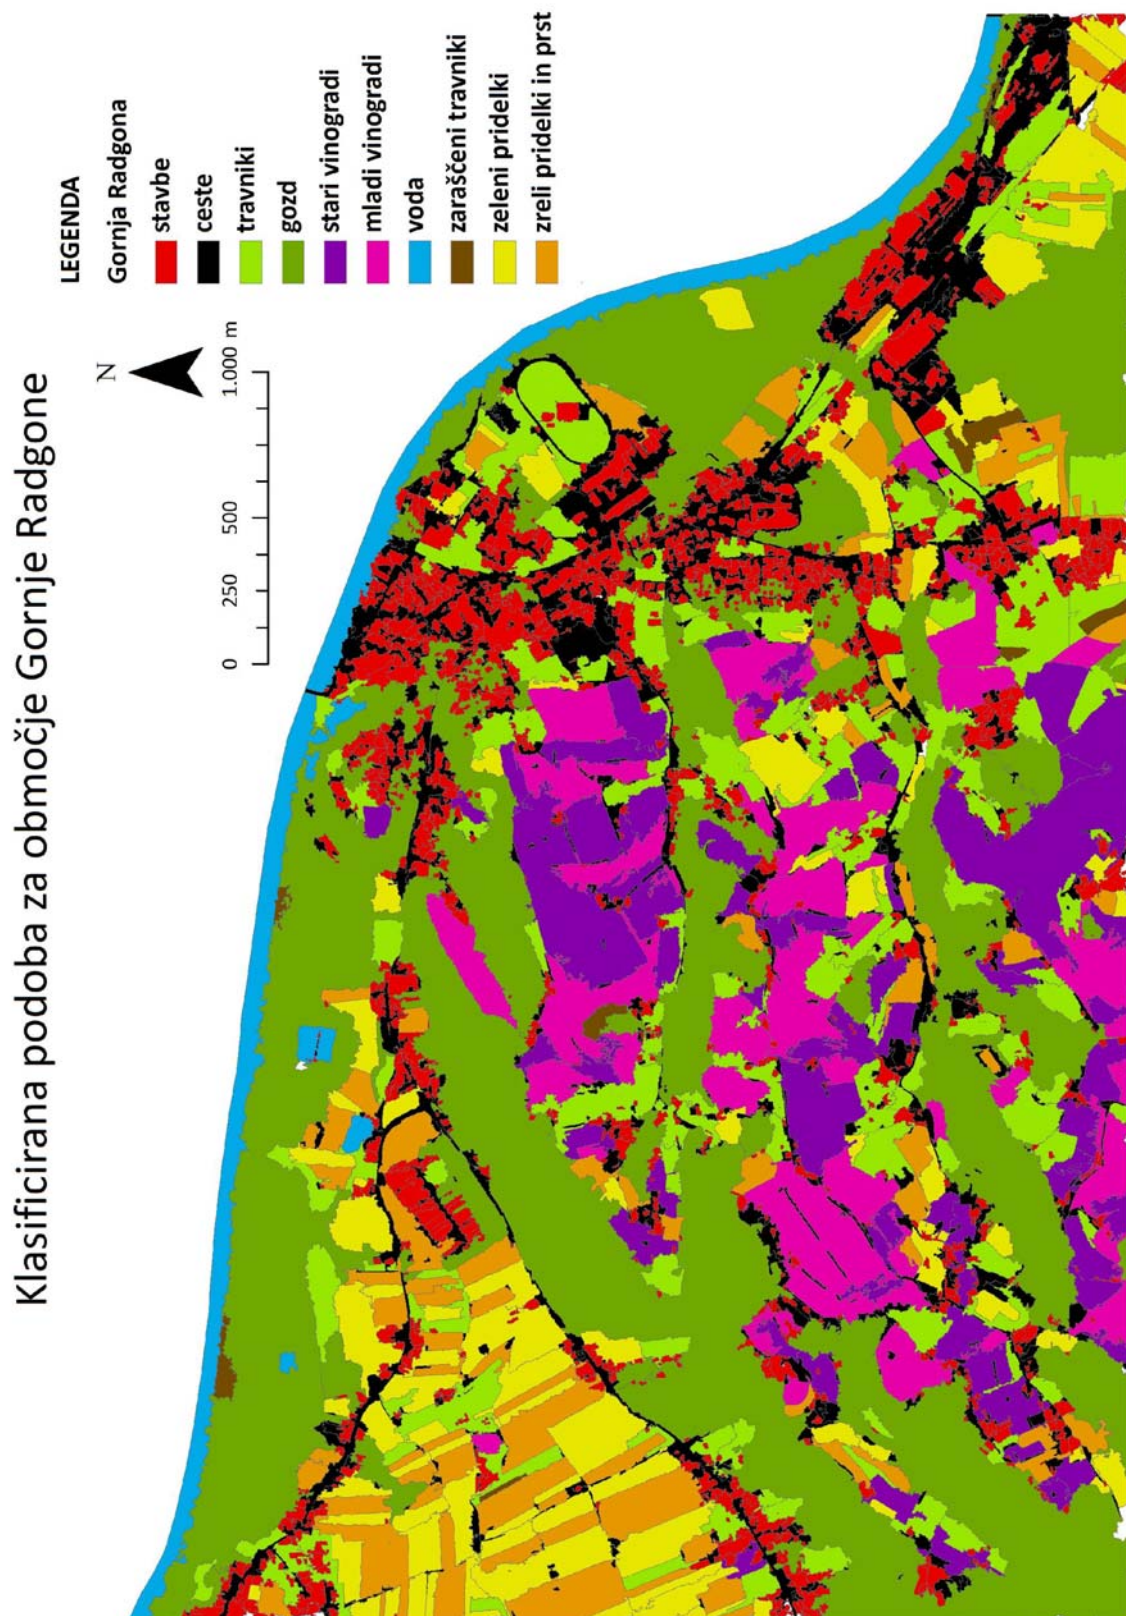 Klasificirana podoba za območje Gornje Radgone
N
0 250 500 1.000 m
LEGENDA
Gornja Radgona
stavbe
ceste
travniki
gozd
stari vinogradi
mladi vinogradi
voda
zaraščeni travniki
zeleni pridelki
zreli pridelki in prst